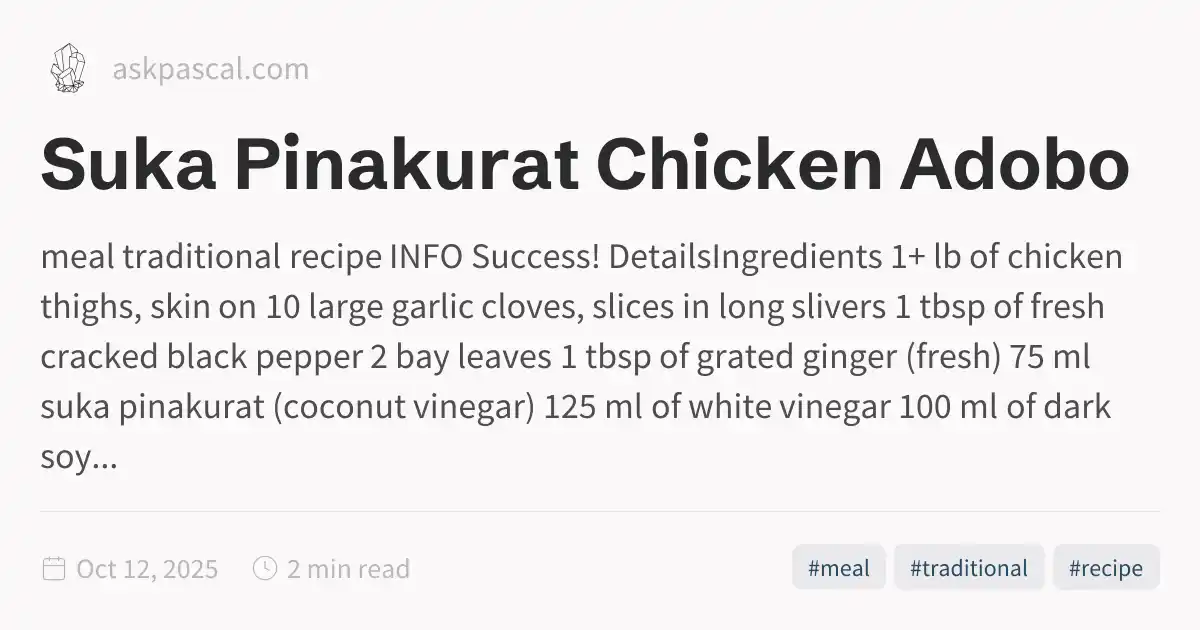 askpascal.com
Suka Pinakurat Chicken Adobo
meal traditional recipe INFO Success! DetailsIngredients 1+ lb of chicken
thighs, skin on 10 large garlic cloves, slices in long slivers 1 tbsp of fresh
cracked black pepper 2 bay leaves 1 tbsp of grated ginger (fresh) 75 ml
suka pinakurat (coconut vinegar) 125 ml of white vinegar 100 ml of dark
soy...
Oct 12, 2025 2 min read #meal #traditional #recipe